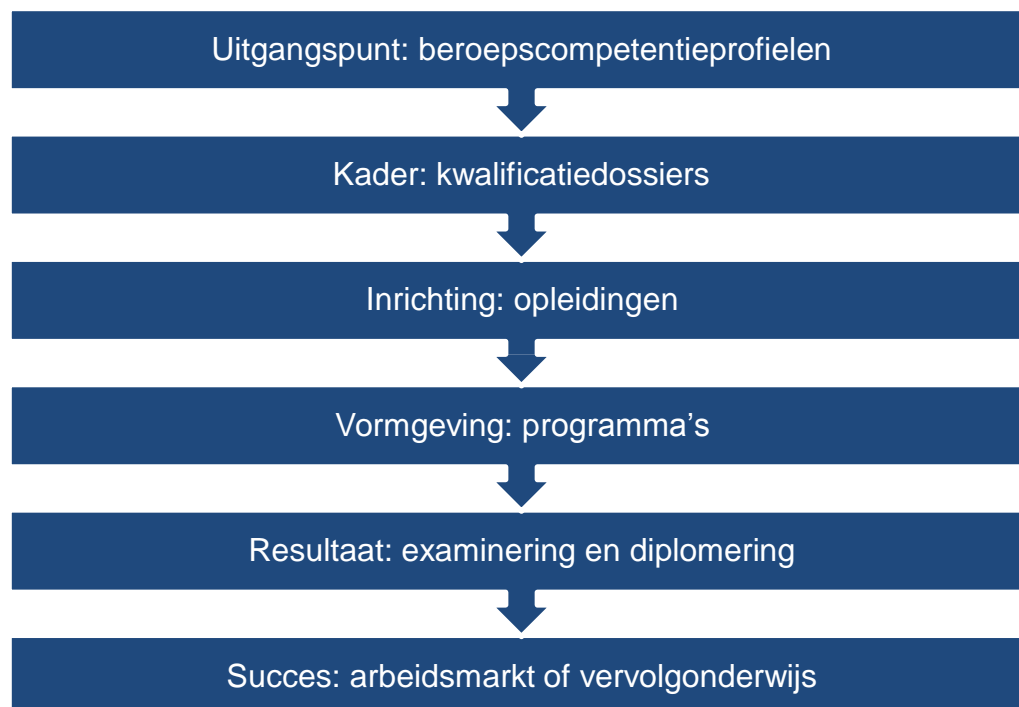 Uitgangspunt: beroepscompetentieprofielen
Kader: kwalificatiedossiers
Inrichting: opleidingen
Vormgeving: programma’s
Resultaat: examinering en diplomering
Succes: arbeidsmarkt of vervolgonderwijs